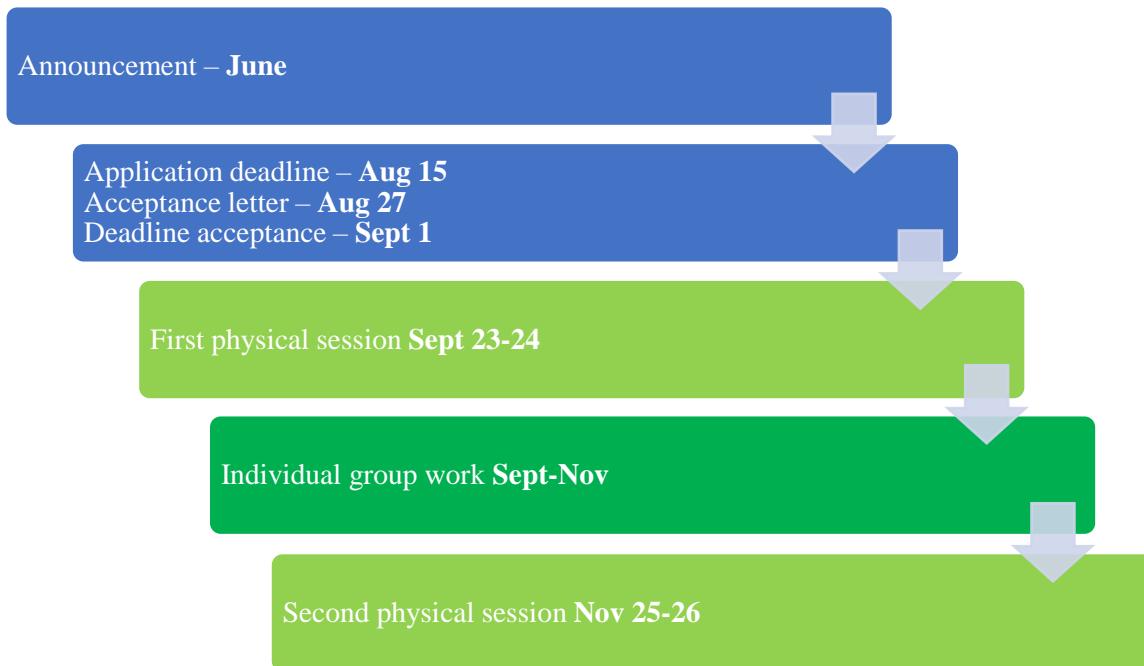 Announcement – June
Application deadline – Aug 15
Acceptance letter – Aug 27
Deadline acceptance – Sept 1
First physical session Sept 23-24
Individual group work Sept-Nov
Second physical session Nov 25-26